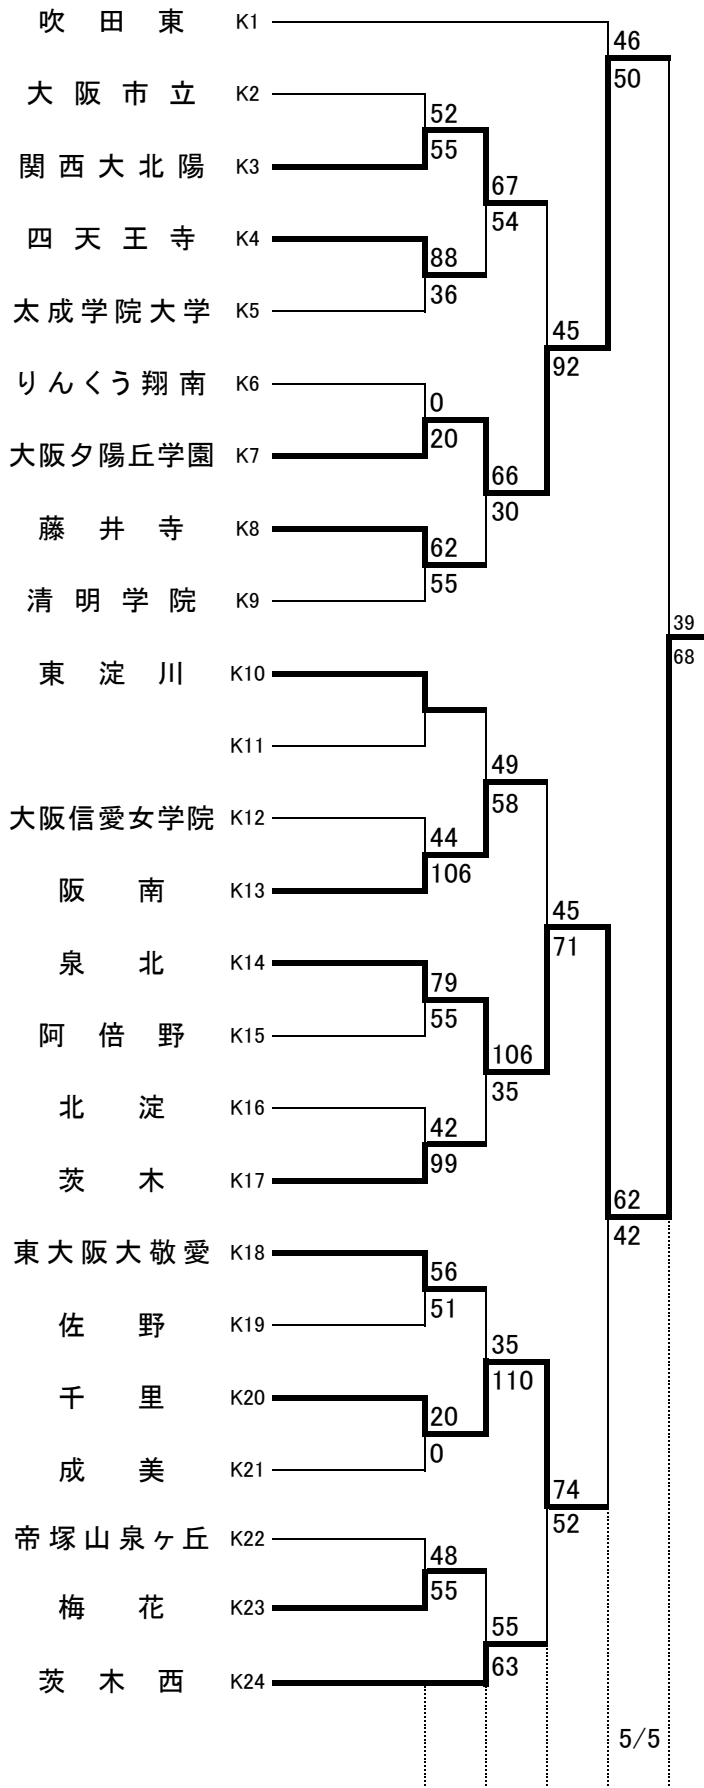 吹田東 K1
46
50
大阪市立 K2
52
55
関西大北陽 K3
67
54
四天王寺 K4
88
36
太成学院大学 K5
45
92
りんくう翔南 K6
0
20
大阪夕陽丘学園 K7
66
30
藤井寺 K8
62
55
清明学院 K9
39
68
東淀川 K10
K11
49
58
大阪信愛女学院 K12
44
106
阪南 K13
45
71
泉北 K14
79
55
阿倍野 K15
106
35
北淀 K16
42
99
茨木 K17
62
42
東大阪大敬愛 K18
56
51
佐野 K19
35
110
千里 K20
20
0
成美 K21
74
52
帝塚山泉ヶ丘 K22
48
55
梅花 K23
55
63
茨木西 K24
5/5